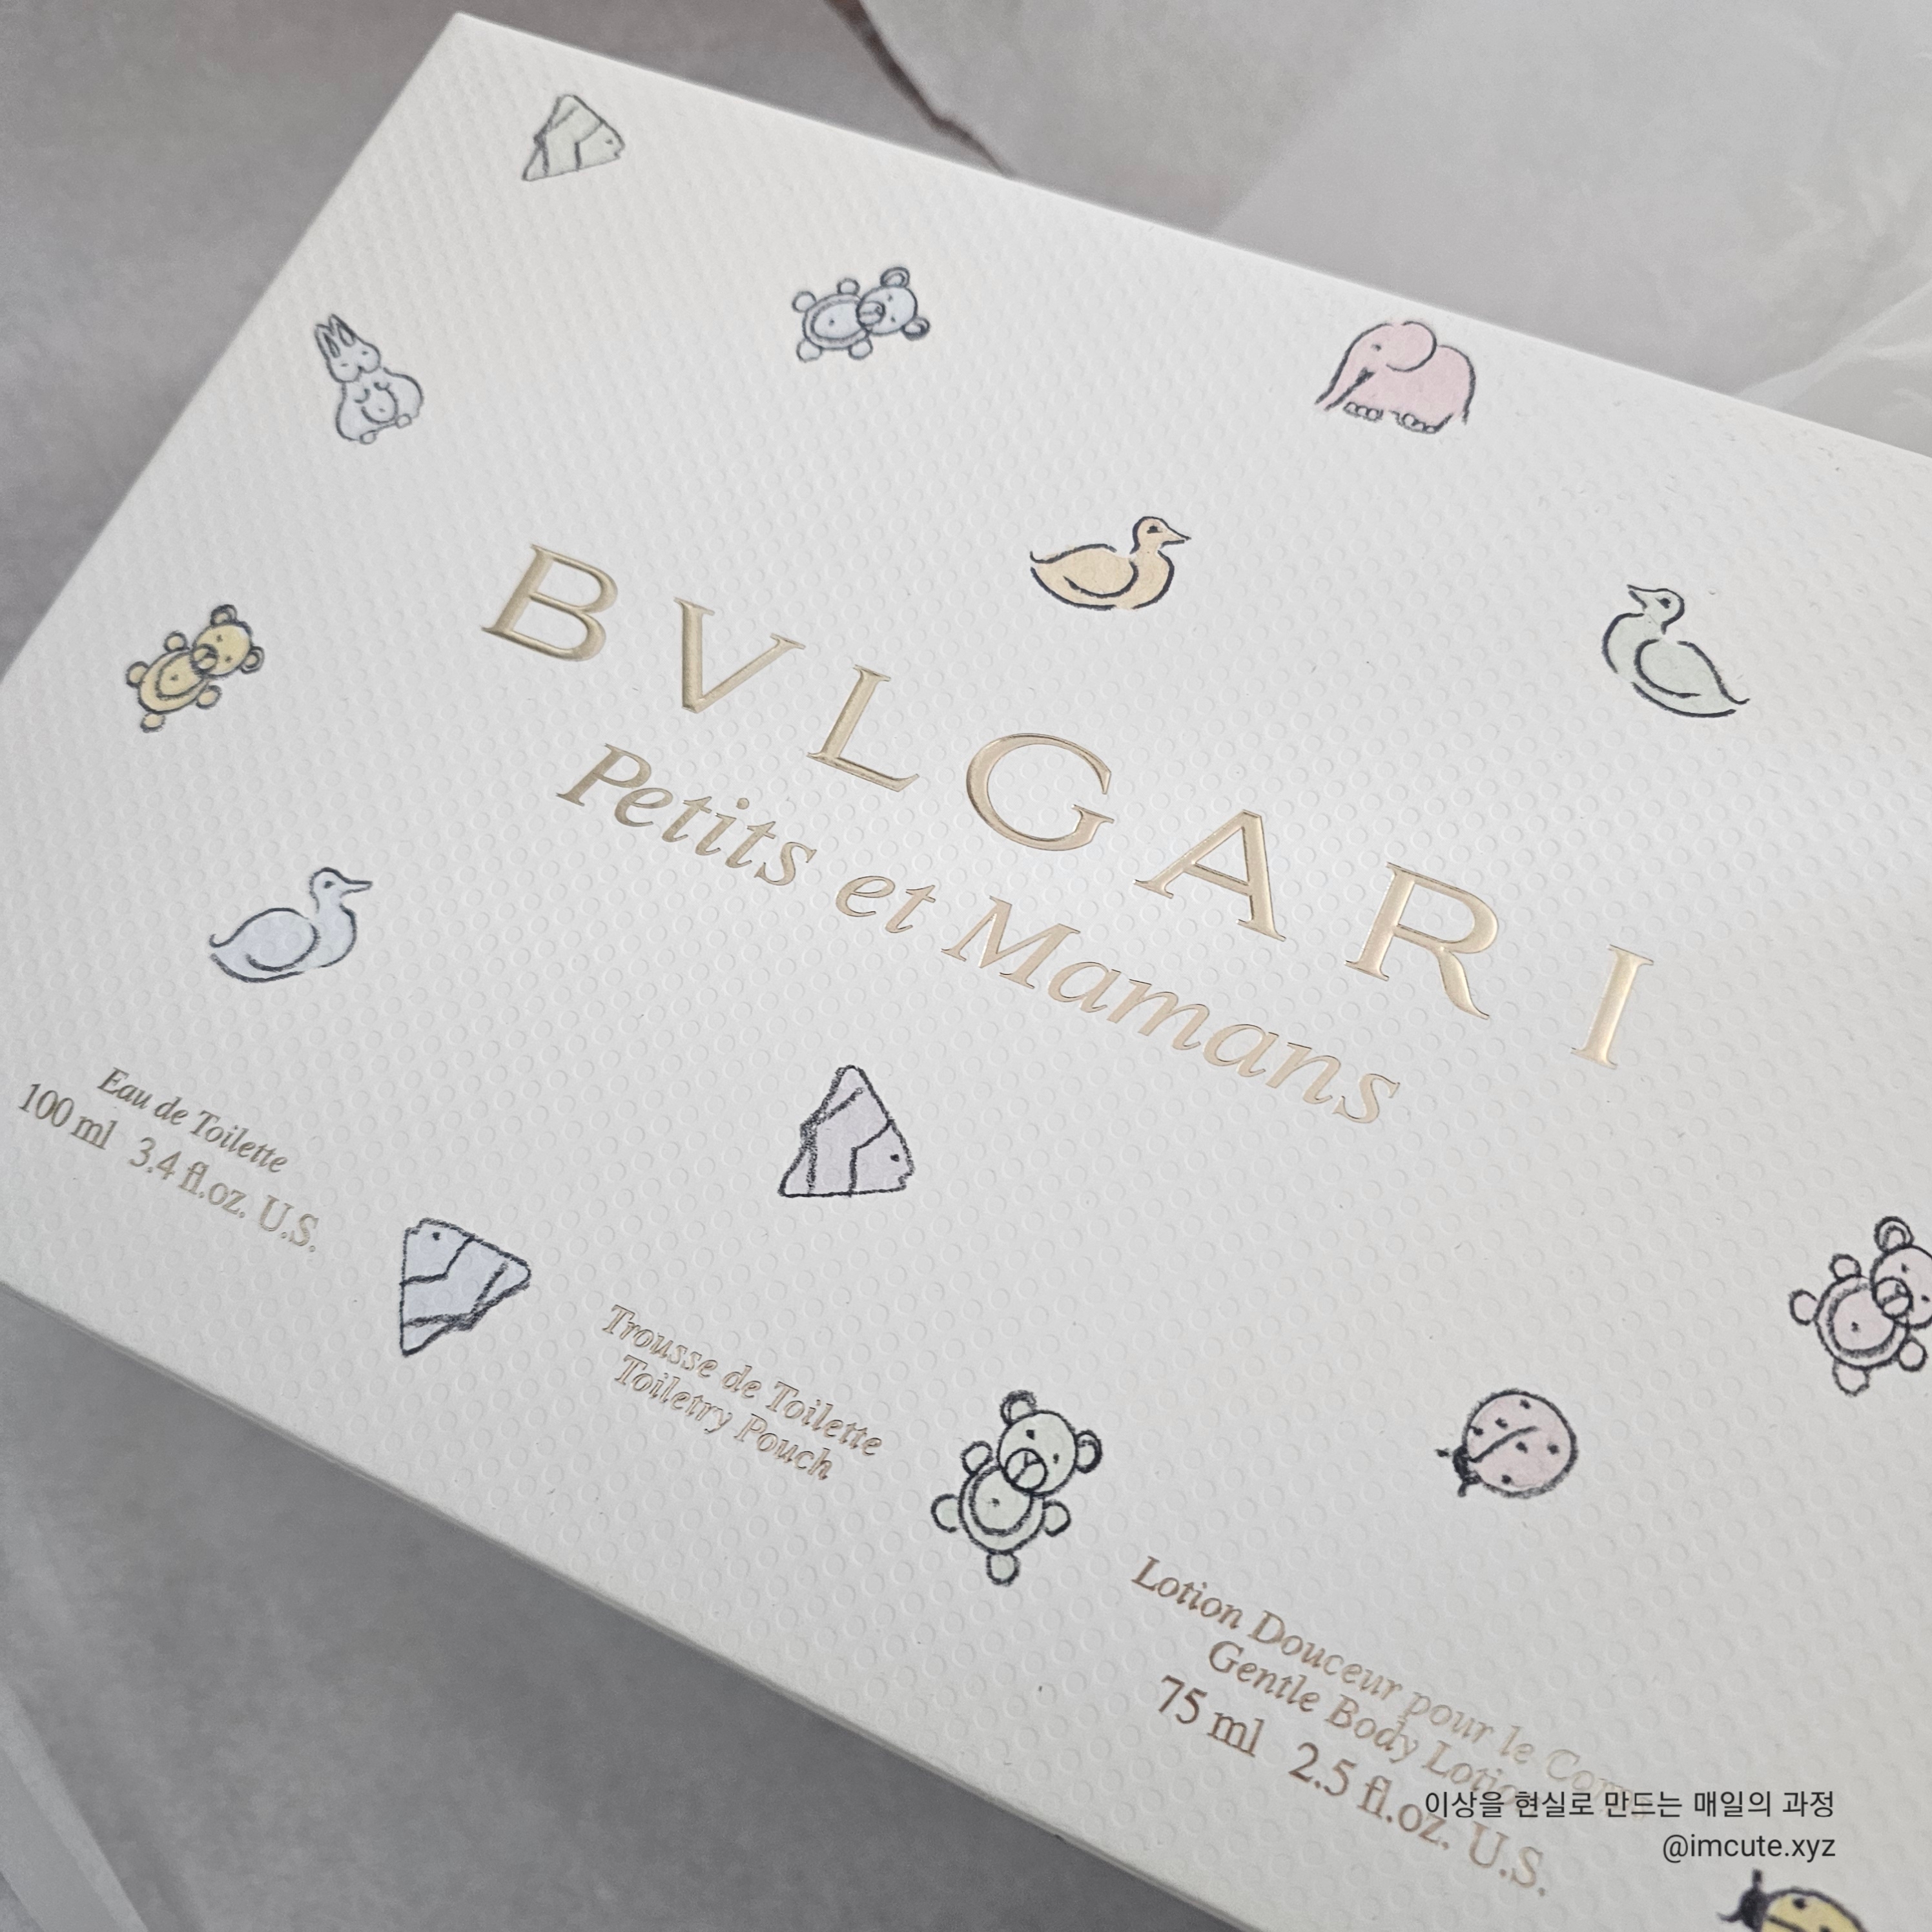 BVLGARI
Petits et Mamans
Eau de Toilette
100 ml 3.4 fl.oz. U.S.
Trousse de Toilette
Toiletry Pouch
Lotion Douceur pour le Corps
Gentle Body Lotion
75 ml 2.5 fl.oz. U.S.
이상을 현실로 만드는 매일의 과정
@imcute.xyz